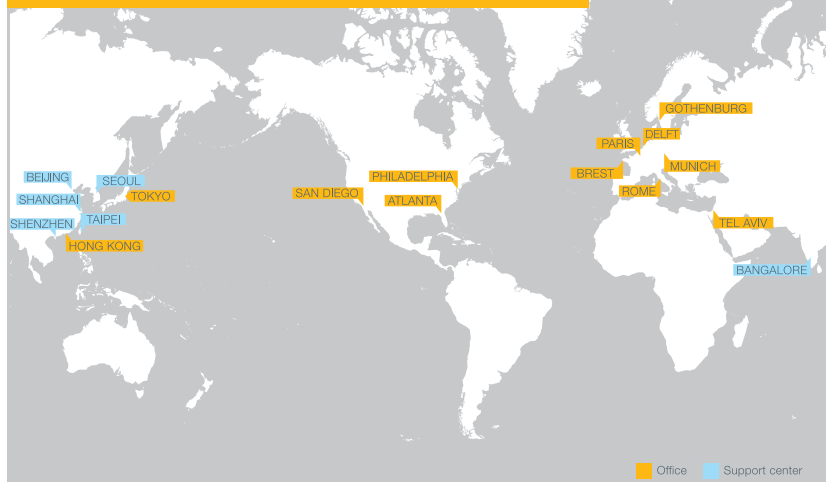 GOTHENBURG
DELFT
PARIS
MUNICH
BREST
PHILADELPHIA
BEIJING
SEOUL
ROME
SAN DIEGO
TOKYO
SHANGHAI
ATLANTA
TAIPEI
SHENZHEN
TEL AVIV
HONG KONG
BANGALORE
Office
Support center